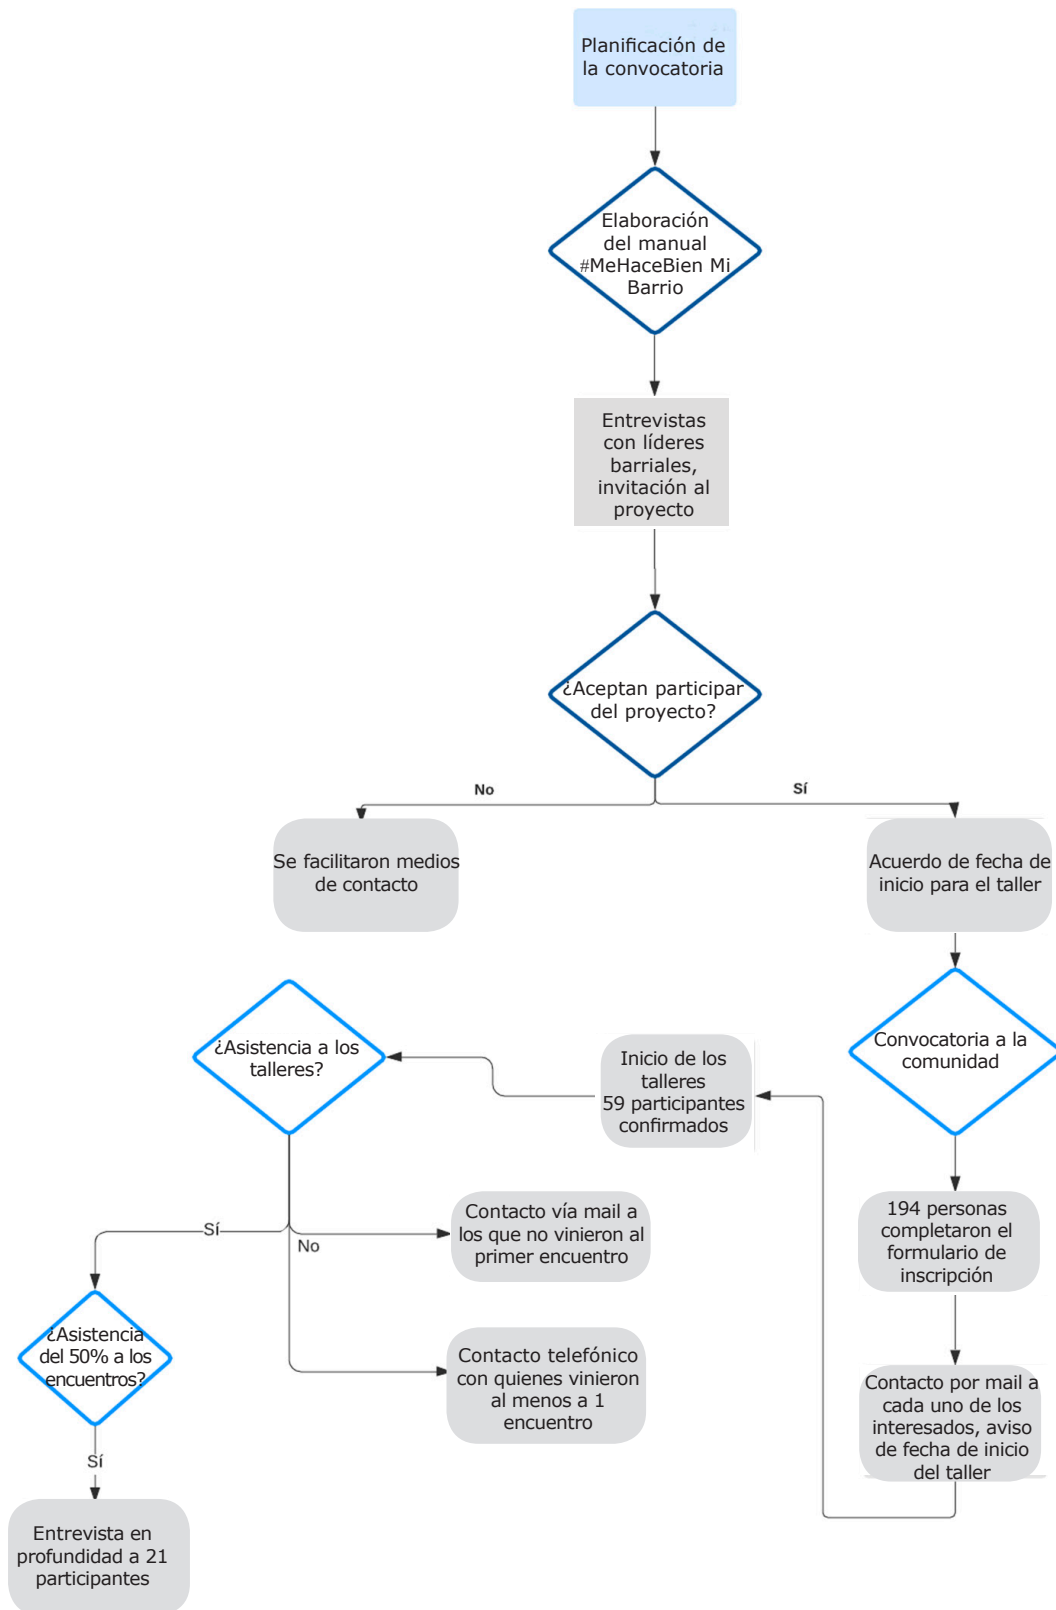 Planificación de
la convocatoria
Elaboración
del manual
#MeHaceBien Mi
Barrio
Entrevistas
con líderes
barriales,
invitación al
proyecto
¿Aceptan participar
del proyecto?
No
Sí
Se facilitaron medios
de contacto
Acuerdo de fecha de
inicio para el taller
Convocatoria a la
comunidad
194 personas
completaron el
formulario de
inscripción
Contacto por mail a
cada uno de los
interesados, aviso
de fecha de inicio
del taller
Inicio de los
talleres
59 participantes
confirmados
¿Asistencia a los
talleres?
Sí
No
Contacto vía mail a
los que no vinieron al
primer encuentro
Contacto telefónico
con quienes vinieron
al menos a 1
encuentro
¿Asistencia
del 50% a los
encuentros?
Sí
Entrevista en
profundidad a 21
participantes